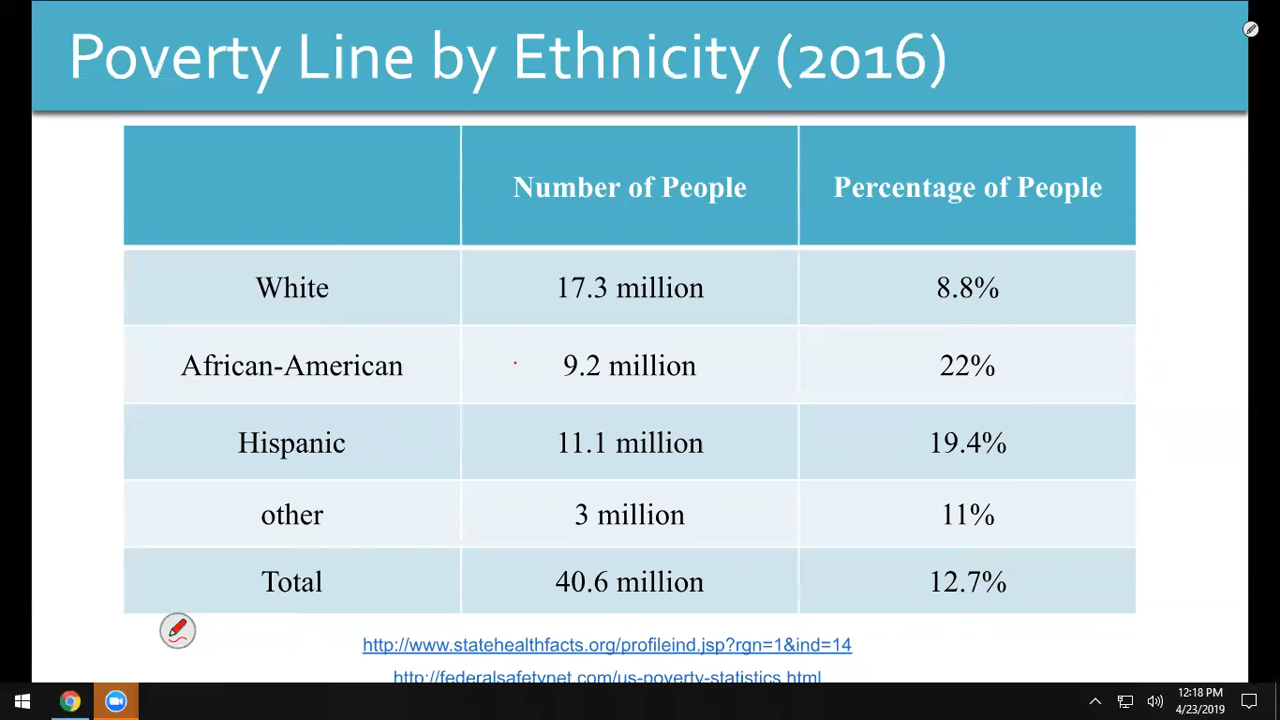 Poverty Line by Ethnicity (2016)
Number of People Percentage of People
White 17.3 million 8.8%
African-American 9.2 million 22%
Hispanic 11.1 million 19.4%
other 3 million 11%
Total 40.6 million 12.7%
http://www.statehealthfacts.org/profileind.jsp?rgn=1&ind=14
http://federalsafetynet.com/us-poverty-statistics.html
12:18 PM
4/23/2019